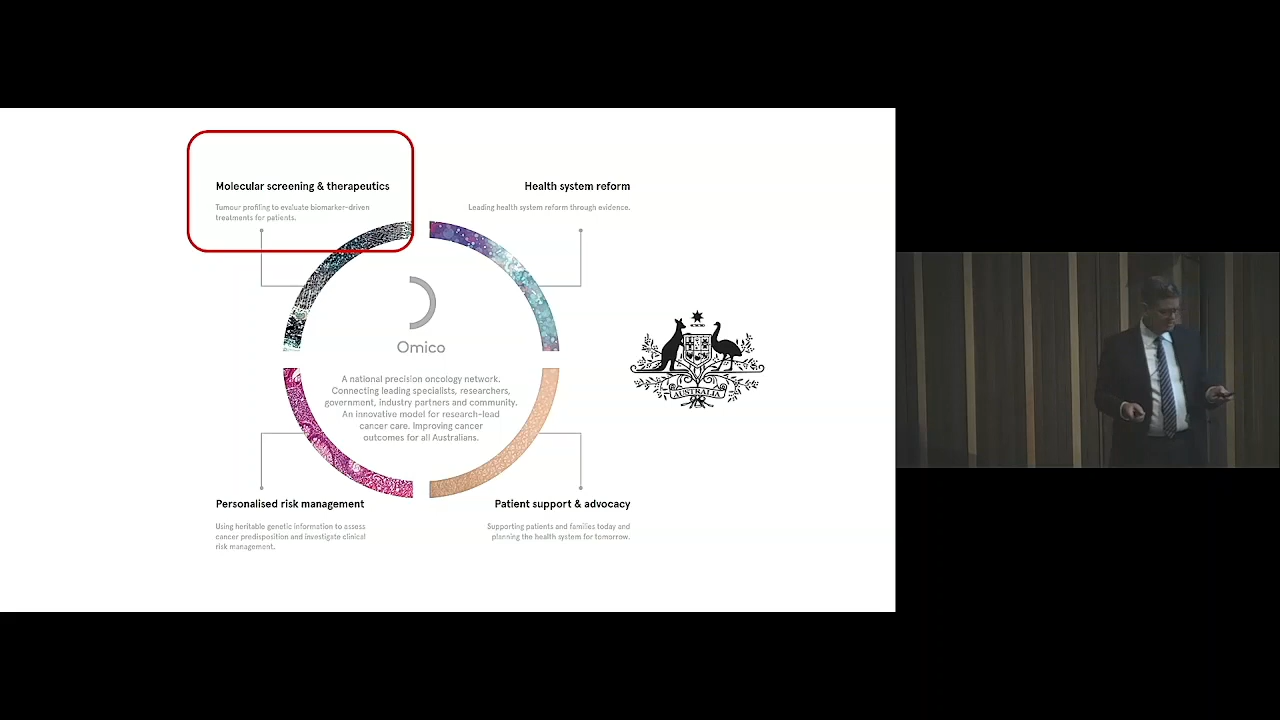 Molecular screening & therapeutics
Tumour profiling to evaluate biomarker-driven
treatments for patients.
Health system reform
Leading health system reform through evidence.
Omico
A national precision oncology network.
Connecting leading specialists, researchers,
government, industry partners and community.
An innovative model for research-lead
cancer care. Improving cancer
outcomes for all Australians.
AUSTRALIA
Personalised risk management
Using heritable genetic information to assess
cancer predisposition and investigate clinical
risk management.
Patient support & advocacy
Supporting patients and families today and
planning the health system for tomorrow.